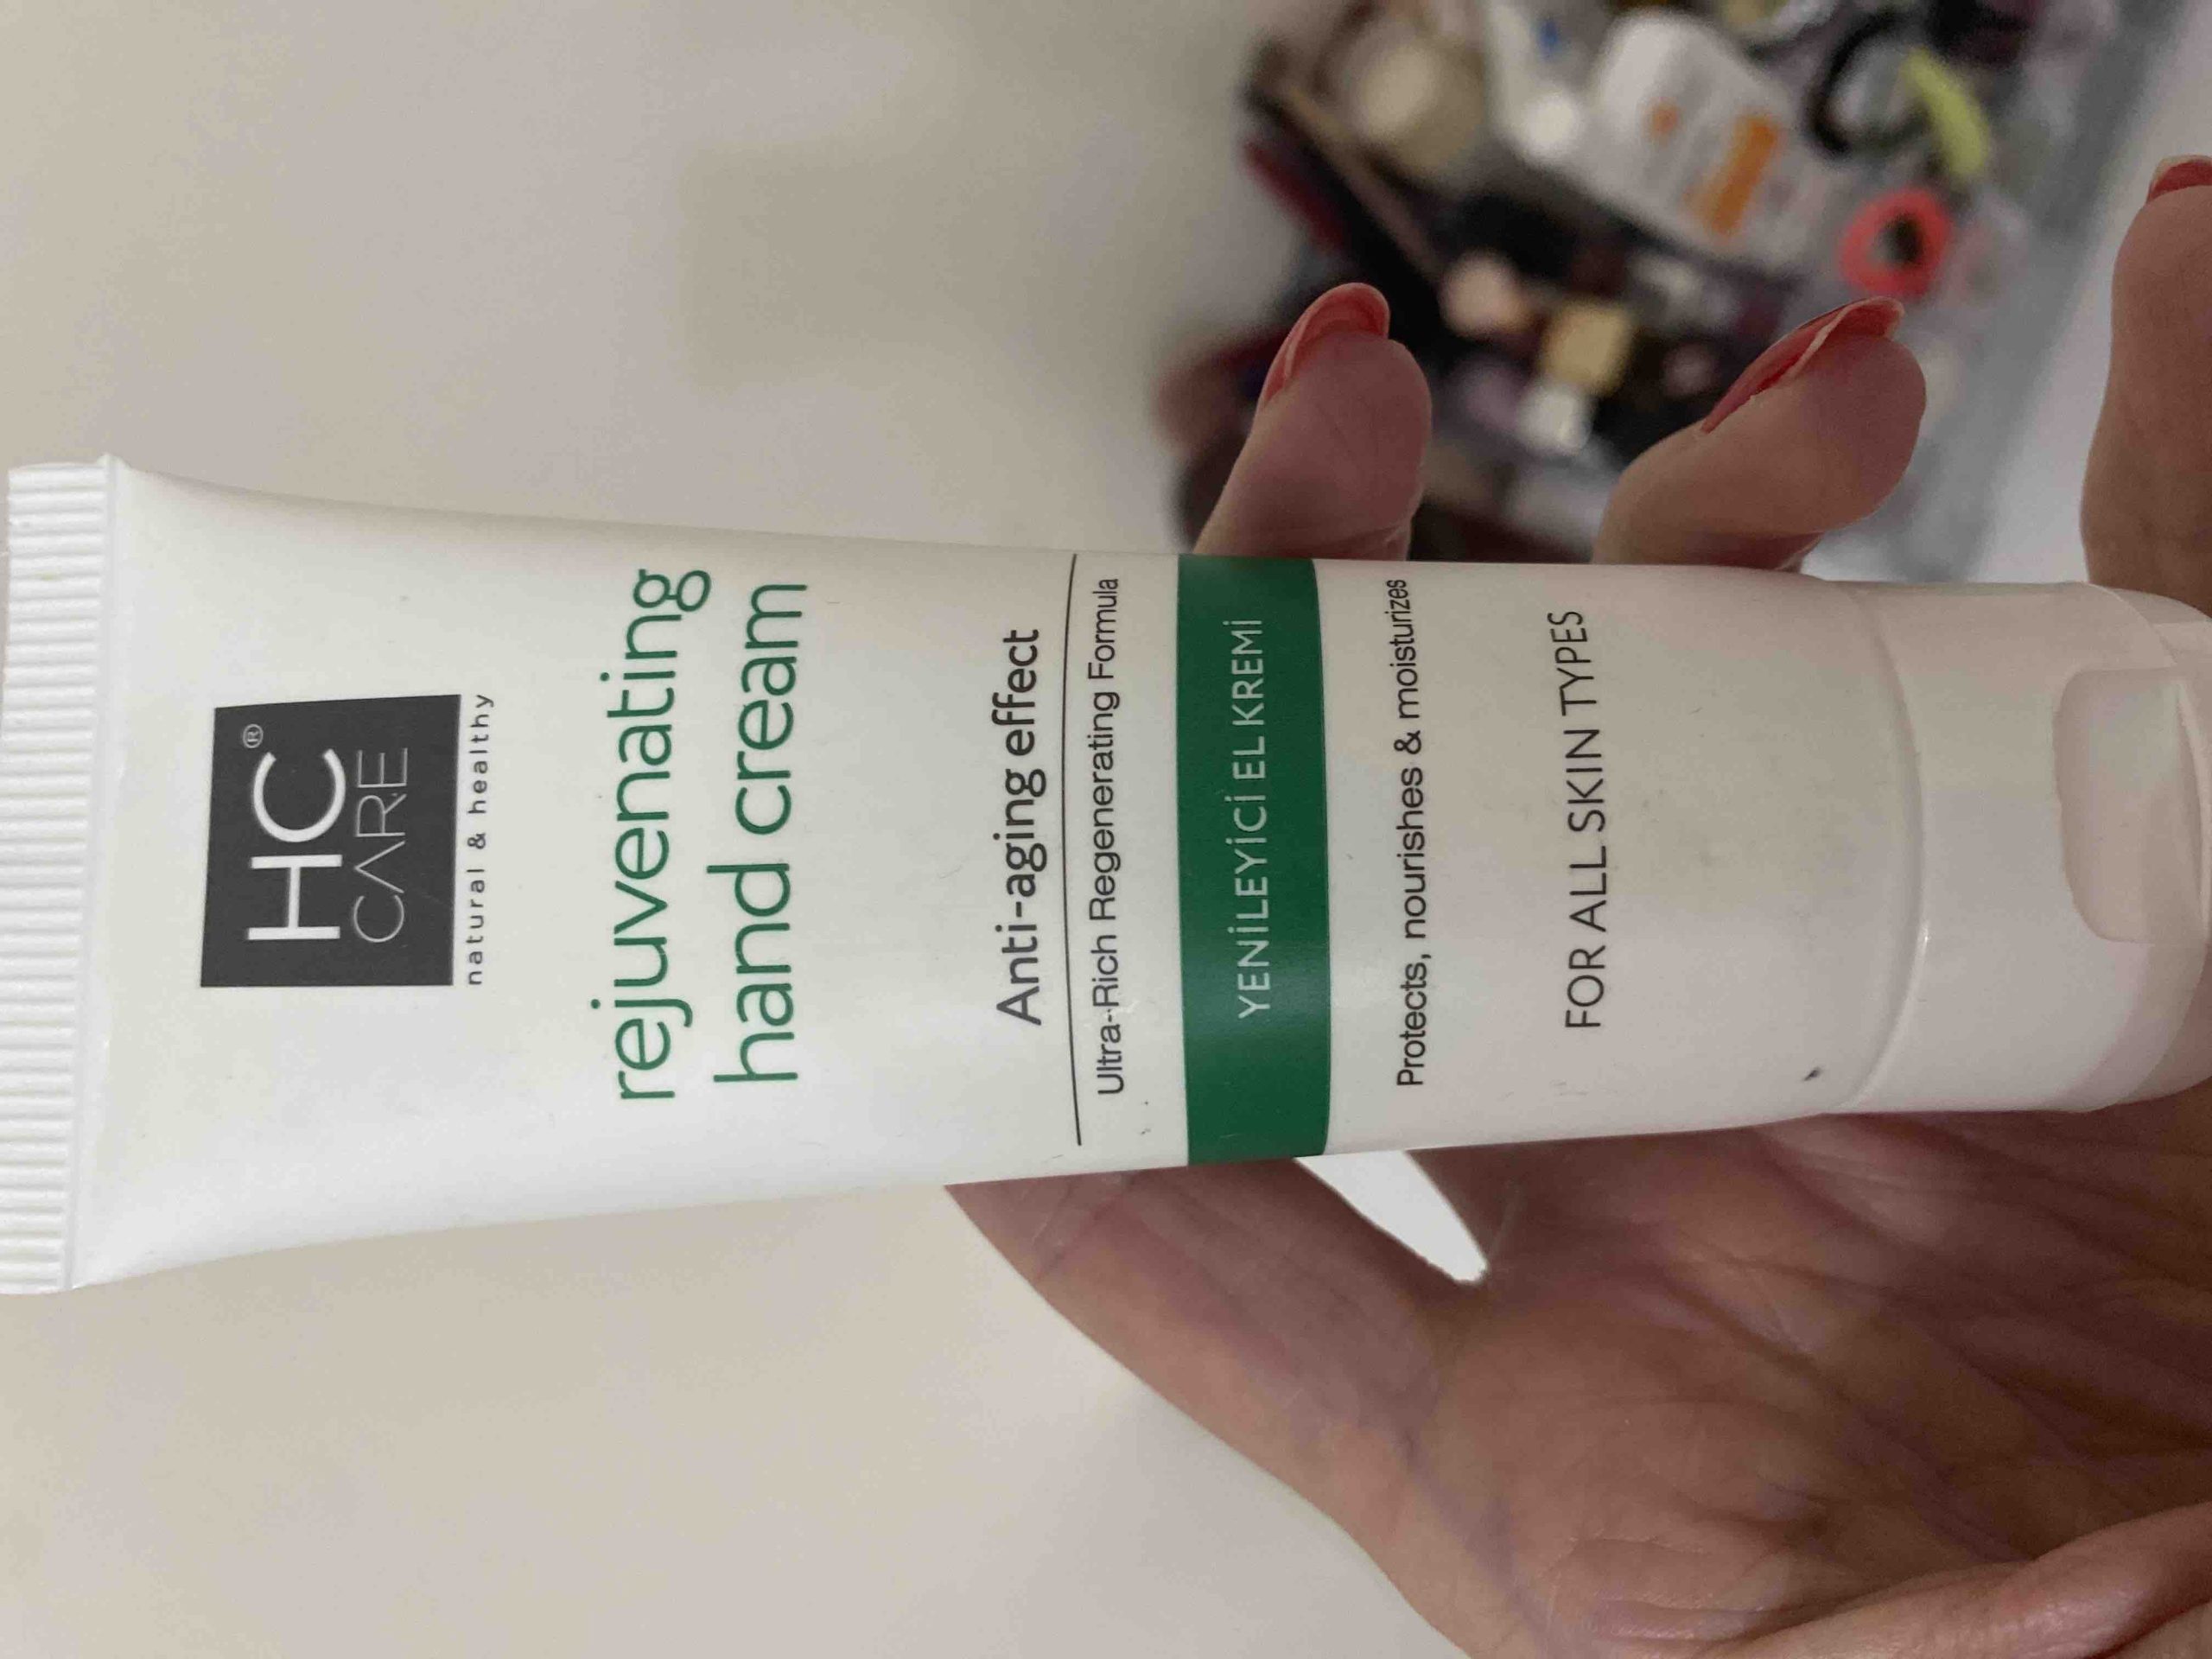 HC®
CARE
natural & healthy
rejuvenating
hand cream
Anti-aging effect
Ultra-Rich Regenerating Formula
YENİLEYİCİ EL KREMİ
Protects, nourishes & moisturizes
FOR ALL SKIN TYPES